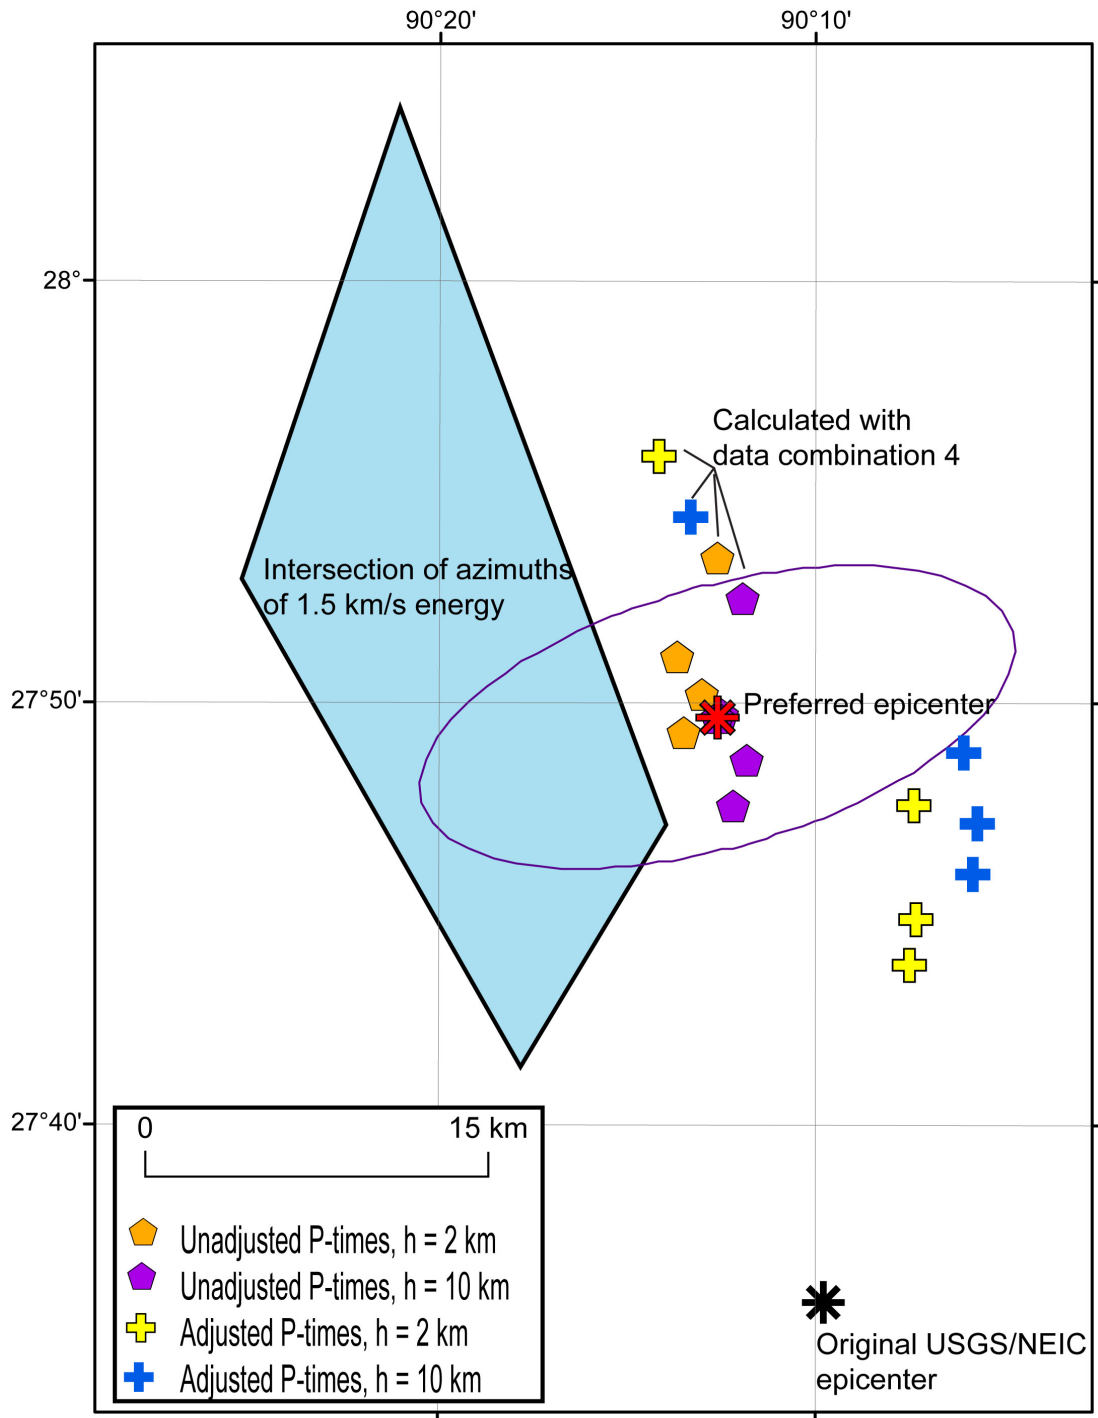 90°20'
90°10'
28°
Calculated with
data combination 4
Intersection of azimuths
of 1.5 km/s energy
27°50'
Preferred epicenter
27°40'
0
15 km
Unadjusted P-times, h = 2 km
Unadjusted P-times, h = 10 km
Adjusted P-times, h = 2 km
Adjusted P-times, h = 10 km
Original USGS/NEIC
epicenter